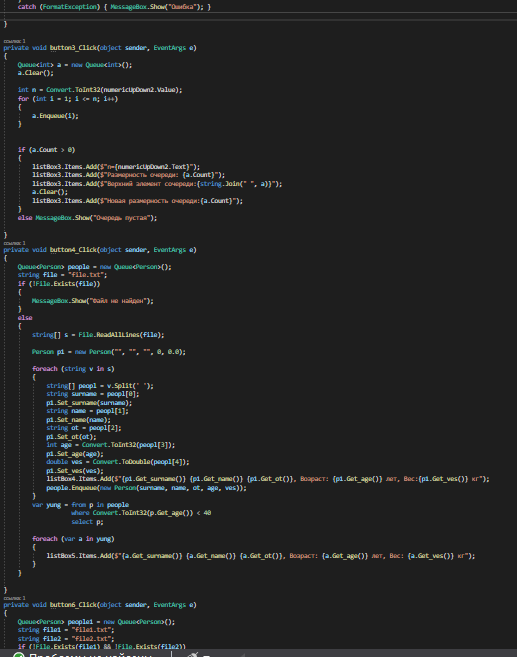 catch (FormatException) { MessageBox.Show("Ошибка"); }
}
ссылка: 1
private void button3_Click(object sender, EventArgs e)
{
Queue<int> a = new Queue<int>();
a.Clear();
int n = Convert.ToInt32(numericUpDown2.Value);
for (int i = 1; i <= n; i++)
{
a.Enqueue(i);
}
if (a.Count > 0)
{
listBox3.Items.Add($"n={numericUpDown2.Text}");
listBox3.Items.Add($"Размерность очереди: {a.Count}");
listBox3.Items.Add($"Верхний элемент сочереди:{string.Join(" ", a)}");
a.Clear();
listBox3.Items.Add($"Новая размерность очереди:{a.Count}");
}
else MessageBox.Show("Очередь пустая");
}
ссылка: 1
private void button4_Click(object sender, EventArgs e)
{
Queue<Person> people = new Queue<Person>();
string file = "file.txt";
if (!File.Exists(file))
{
MessageBox.Show("Файл не найден");
}
else
{
string[] s = File.ReadAllLines(file);
Person p1 = new Person("", "", "", 0, 0.0);
foreach (string v in s)
{
string[] peopl = v.Split(' ');
string surname = peopl[0];
p1.Set_surname(surname);
string name = peopl[1];
p1.Set_name(name);
string ot = peopl[2];
p1.Set_ot(ot);
int age = Convert.ToInt32(peopl[3]);
p1.Set_age(age);
double ves = Convert.ToDouble(peopl[4]);
p1.Set_ves(ves);
listBox4.Items.Add($"{p1.Get_surname()} {p1.Get_name()} {p1.Get_ot()}, Возраст: {p1.Get_age()} лет, Вес:{p1.Get_ves()} кг");
people.Enqueue(new Person(surname, name, ot, age, ves));
}
var yung = from p in people
where Convert.ToInt32(p.Get_age()) < 40
select p;
foreach (var a in yung)
{
listBox5.Items.Add($"{a.Get_surname()} {a.Get_name()} {a.Get_ot()}, Возраст: {a.Get_age()} лет, Вес: {a.Get_ves()} кг");
}
}
}
ссылка: 1
private void button6_Click(object sender, EventArgs e)
{
Queue<Person> people1 = new Queue<Person>();
string file1 = "file1.txt";
string file2 = "file2.txt";
if (!File.Exists(file1) && !File.Exists(file2))